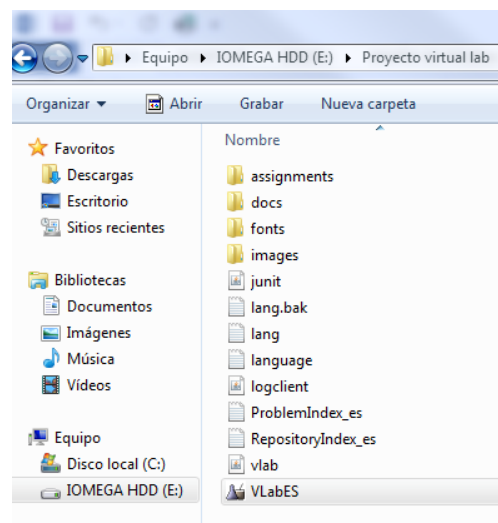 Equipo IOMEGA HDD (E:) Proyecto virtual lab
Organizar Abrir Grabar Nueva carpeta
Favoritos
Descargas
Escritorio
Sitios recientes
Bibliotecas
Documentos
Imágenes
Música
Vídeos
Equipo
Disco local (C:)
IOMEGA HDD (E:)
Nombre
assignments
docs
fonts
images
junit
lang.bak
lang
language
logclient
ProblemIndex_es
RepositoryIndex_es
vlab
VLabES